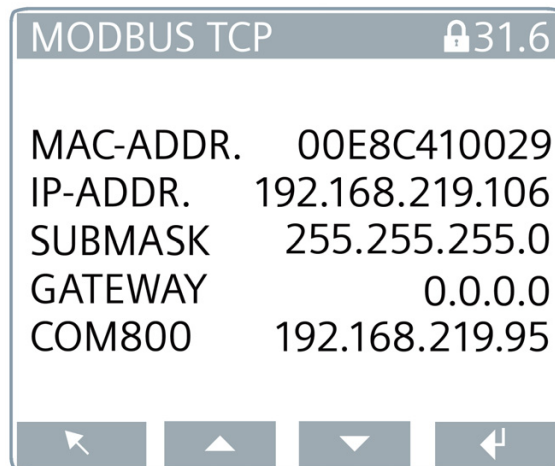 MODBUS TCP 31.6
MAC-ADDR. 00E8C410029
IP-ADDR. 192.168.219.106
SUBMASK 255.255.255.0
GATEWAY 0.0.0.0
COM800 192.168.219.95